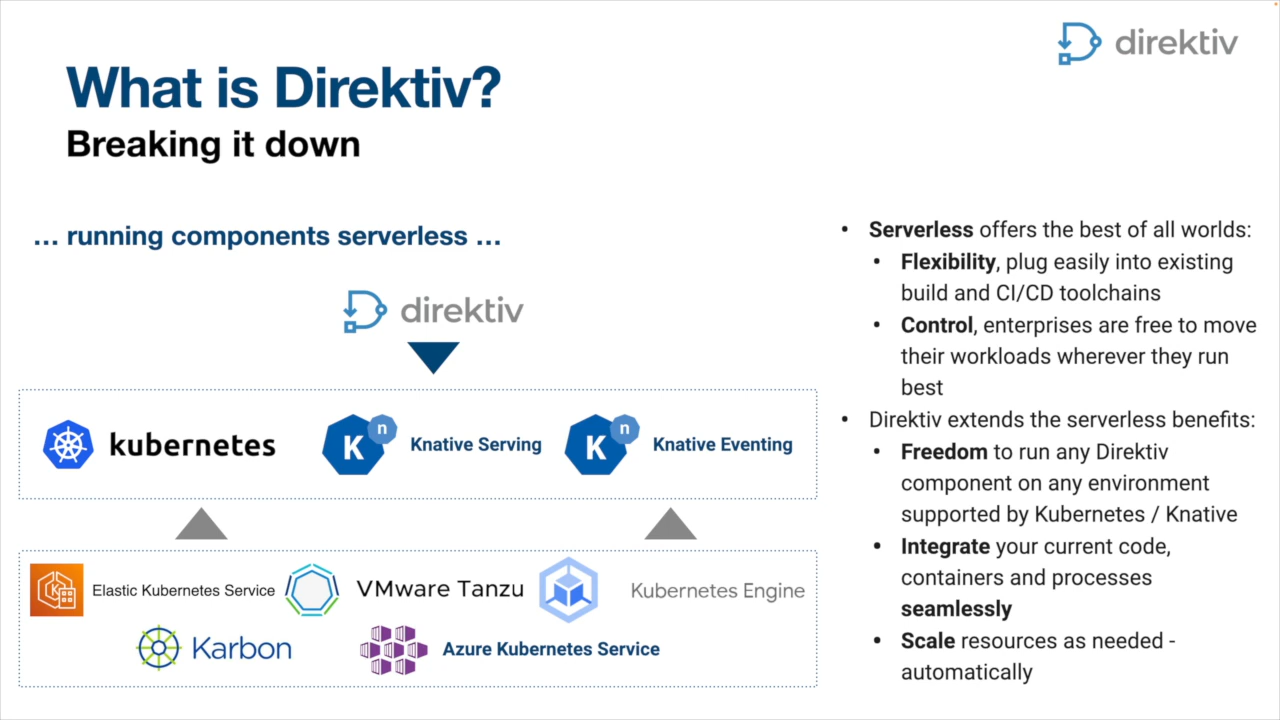 direktiv
What is Direktiv?
Breaking it down
... running components serverless ...
direktiv
kubernetes
K n Knative Serving
K n Knative Eventing
K Elastic Kubernetes Service
VMware Tanzu
Kubernetes Engine
Karbon
Azure Kubernetes Service
• Serverless offers the best of all worlds:
• Flexibility, plug easily into existing
build and CI/CD toolchains
• Control, enterprises are free to move
their workloads wherever they run
best
• Direktiv extends the serverless benefits:
• Freedom to run any Direktiv
component on any environment
supported by Kubernetes / Knative
• Integrate your current code,
containers and processes
seamlessly
• Scale resources as needed -
automatically